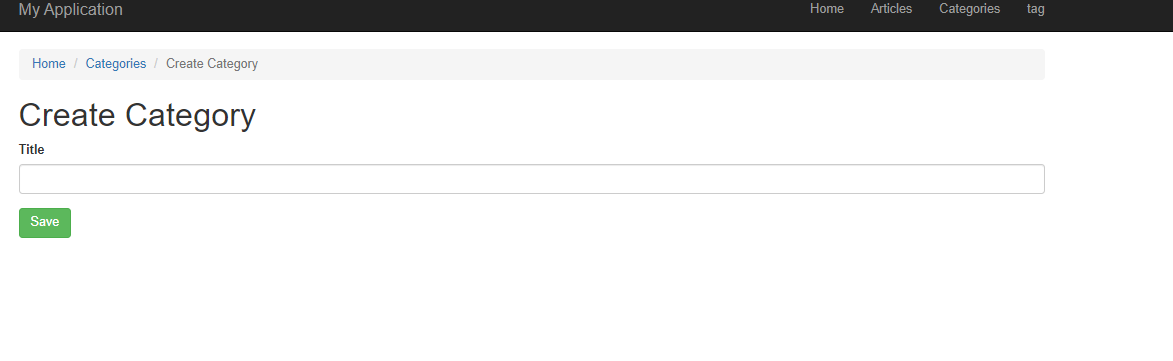 My Application Home Articles Categories tag
Home / Categories / Create Category
Create Category
Title
Save